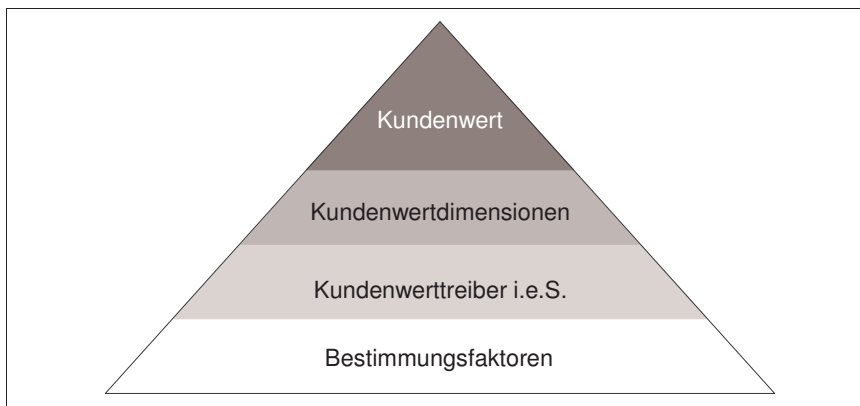 Kundenwert
Kundenwertdimensionen
Kundenwerttreiber i.e.S.
Bestimmungsfaktoren